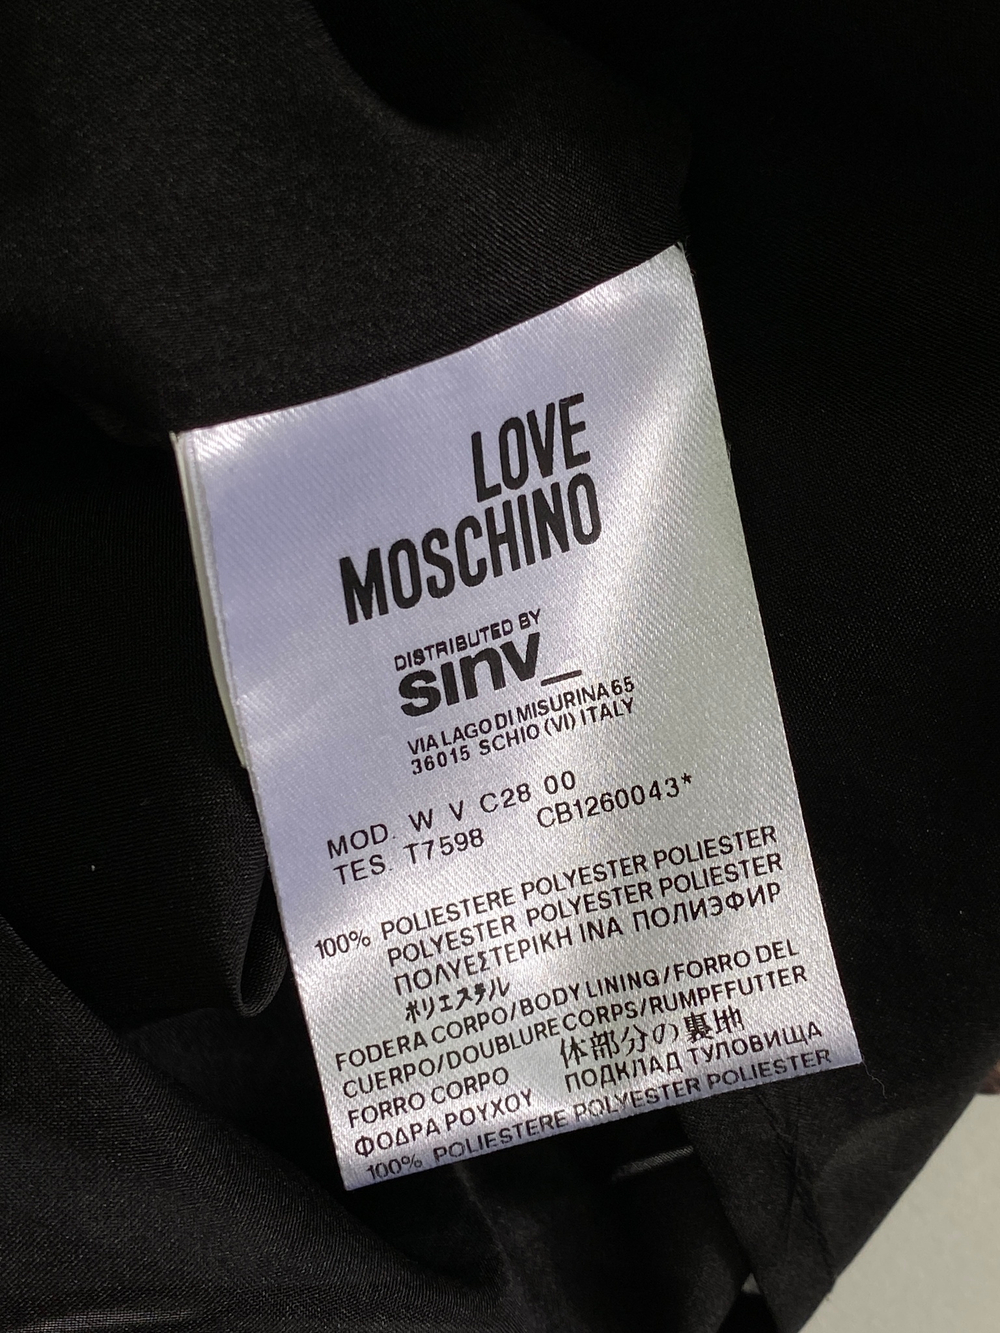 LOVE
MOSCHINO
DISTRIBUTED BY
sinv_
VIA LAGO DI MISURINA 65
36015 SCHIO (VI) ITALY
MOD. W V C28 00
TES. T7598 CB1260043*
100% POLIESTERE POLYESTER POLIESTER
POLYESTER POLYESTER POLIESTER
ΠΟΛΥΕΣΤΕΡΙΚΗ ΙΝΑ ПОЛИЭФИР
ポリエステル
FODERA CORPO/BODY LINING/FORRO DEL
CUERPO/DOUBLURE CORPS/RUMPFFUTTER
FORRO CORPO 体部分の裏地
ΦΟΔΡΑ ΡΟΥΧΟΥ ПОДКЛАД ТУЛОВИЩА
100% POLIESTERE POLYESTER POLIESTER